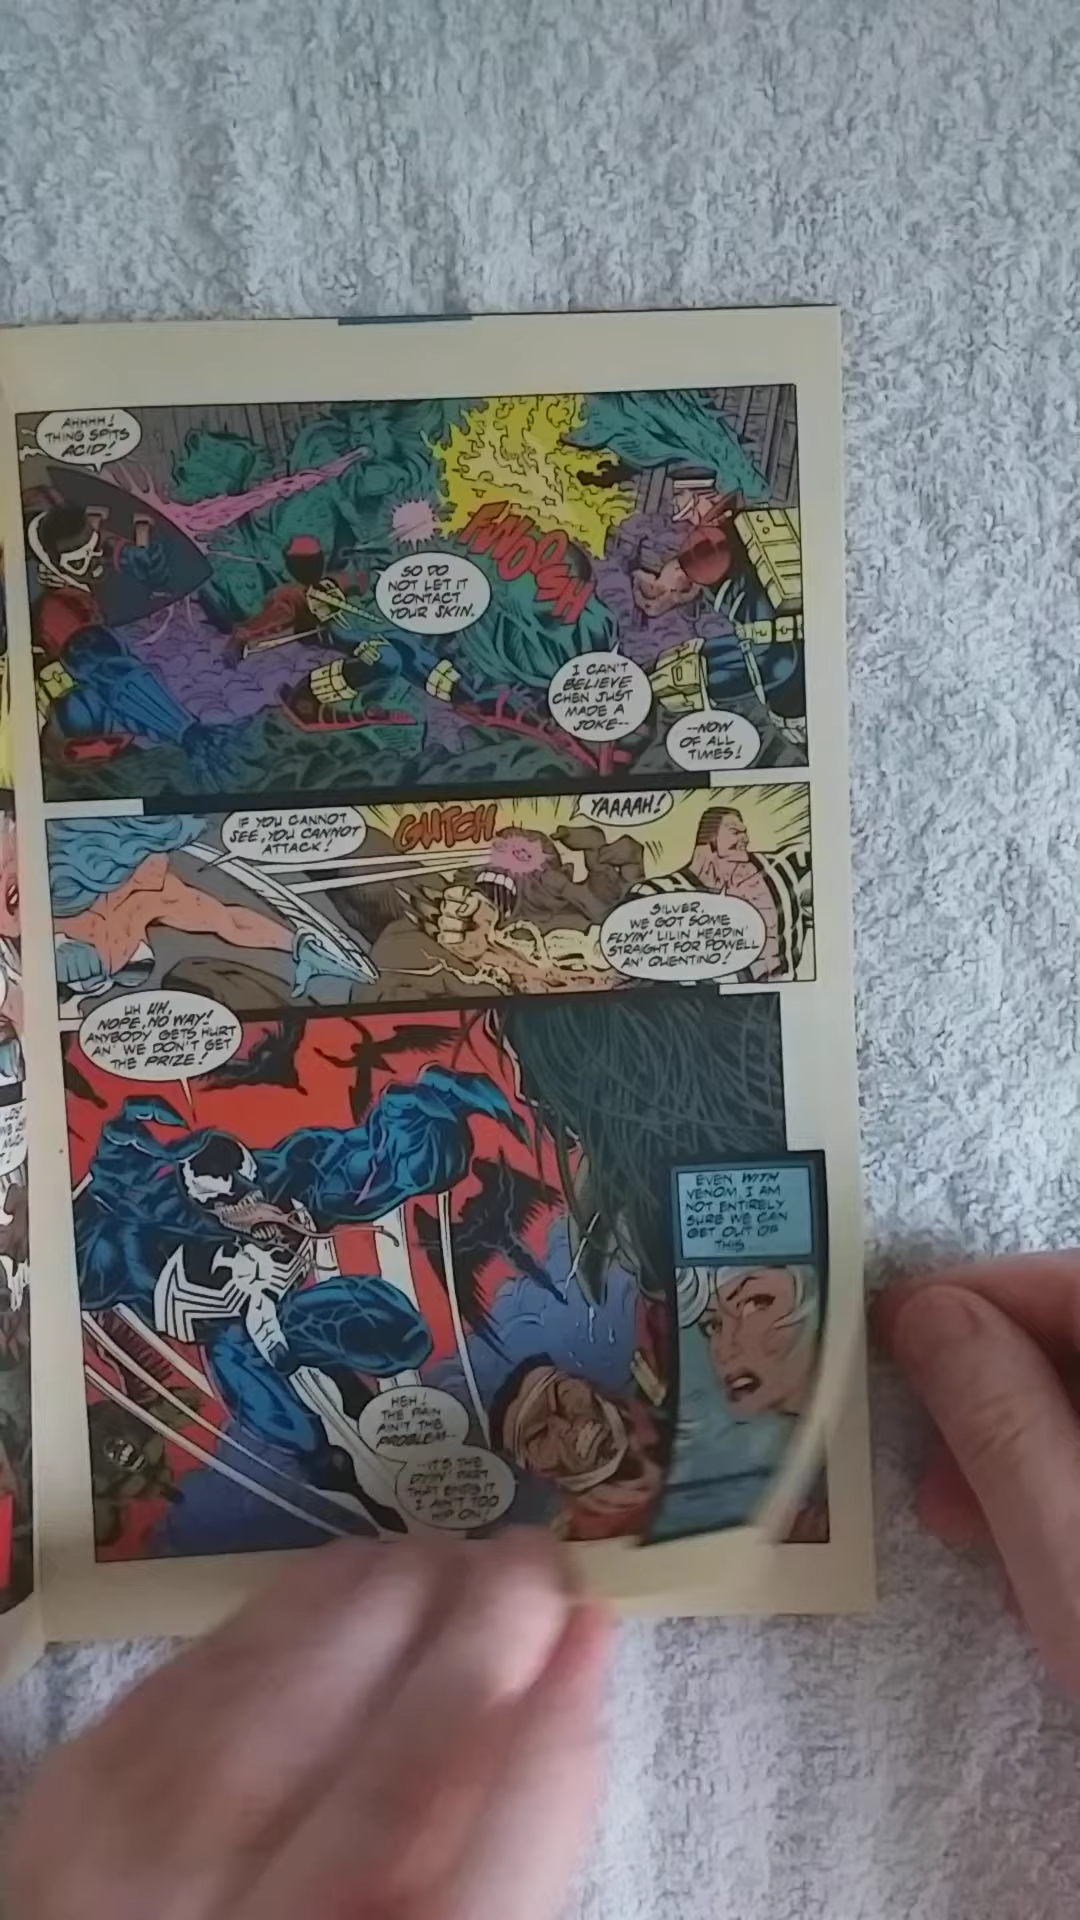 AHHHH!
THING SPITS
ACID!
FWOOSH
SO DO
NOT LET IT
CONTACT
YOUR SKIN.
I CAN'T
BELIEVE
CHEN JUST
MADE A
JOKE--
--NOW
OF ALL
TIMES!
IF YOU CANNOT
SEE, YOU CANNOT
ATTACK!
YAAAAH!
SILVER,
WE GOT SOME
FLYIN' LILIN HEADIN'
STRAIGHT FOR POWELL
AN' QUENTINO!
UH UH,
NOPE, NO WAY!
ANYBODY GETS HURT
AN' WE DON'T GET
THE PRIZE!
EVEN WITH
VENOM, I AM
NOT ENTIRELY
SURE WE CAN
GET OUT OF
THIS...
HEH!
THE PAIN
AIN'T THE
PROBLEM--
--IT'S THE
DYIN' PART
THAT ENDS IT
I AIN'T TOO
HIP ON!